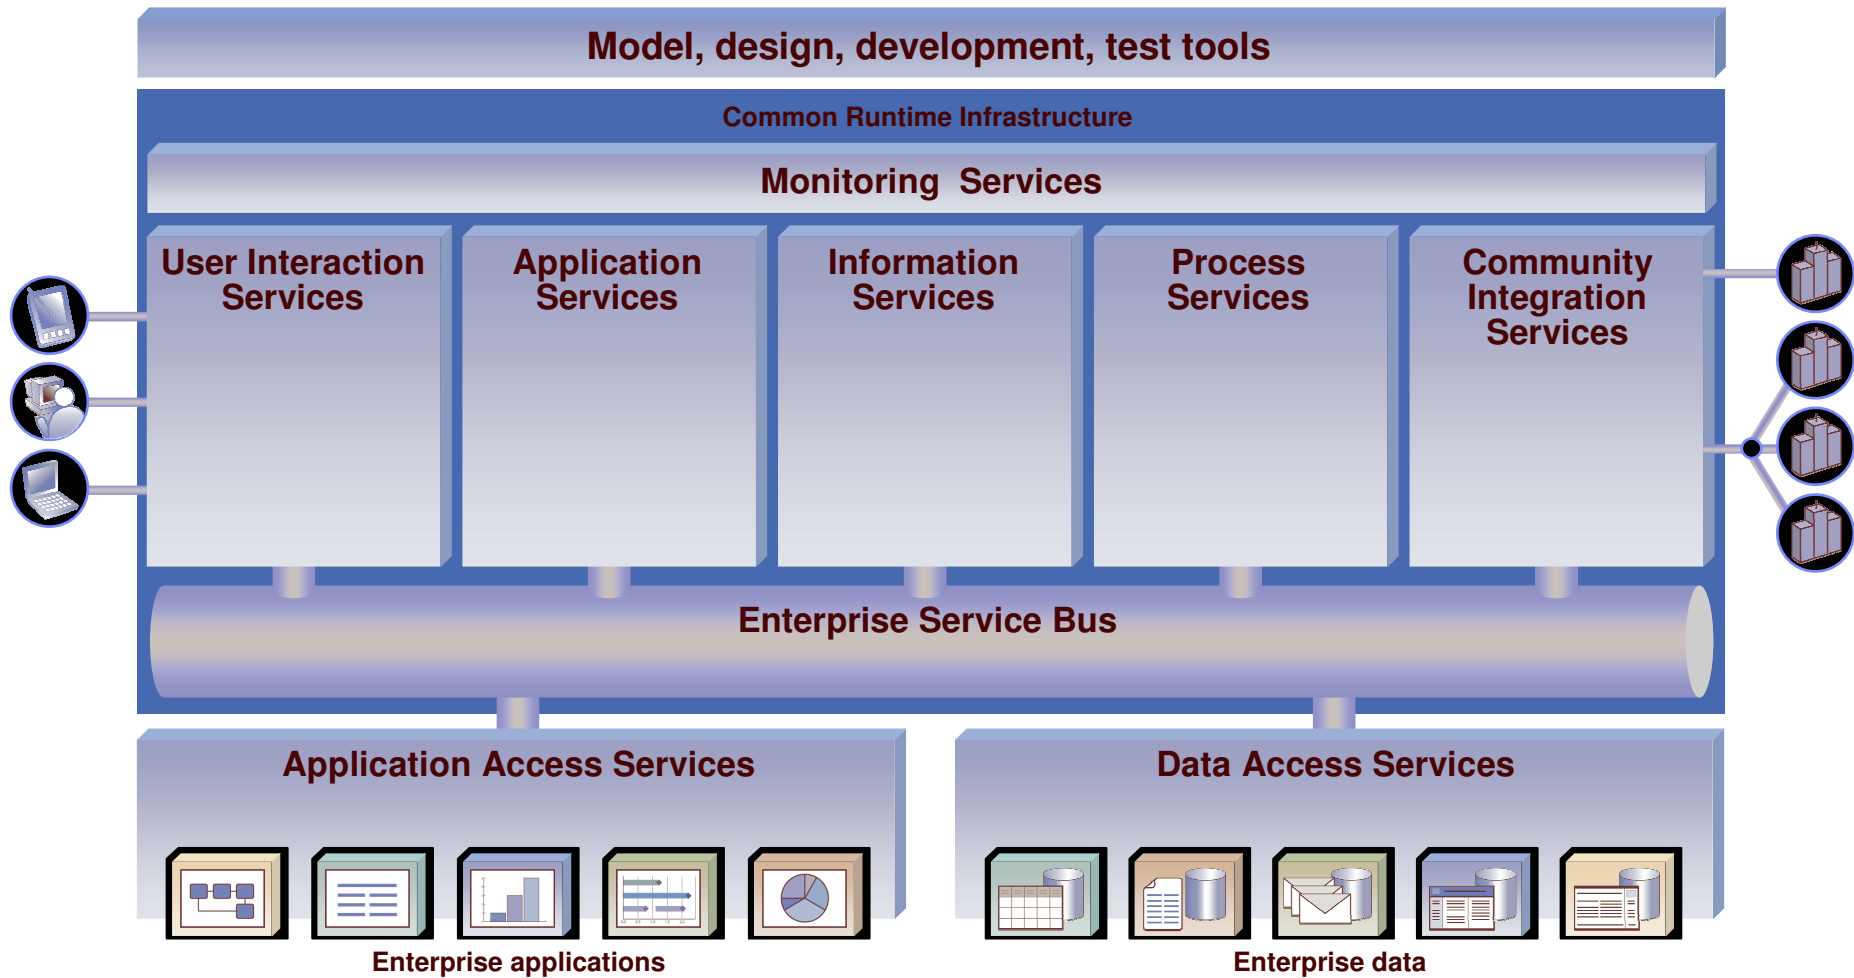 Model, design, development, test tools
Common Runtime Infrastructure
Monitoring Services
User Interaction
Services
Application
Services
Information
Services
Process
Services
Community
Integration
Services
Enterprise Service Bus
Application Access Services
Data Access Services
Enterprise applications
Enterprise data